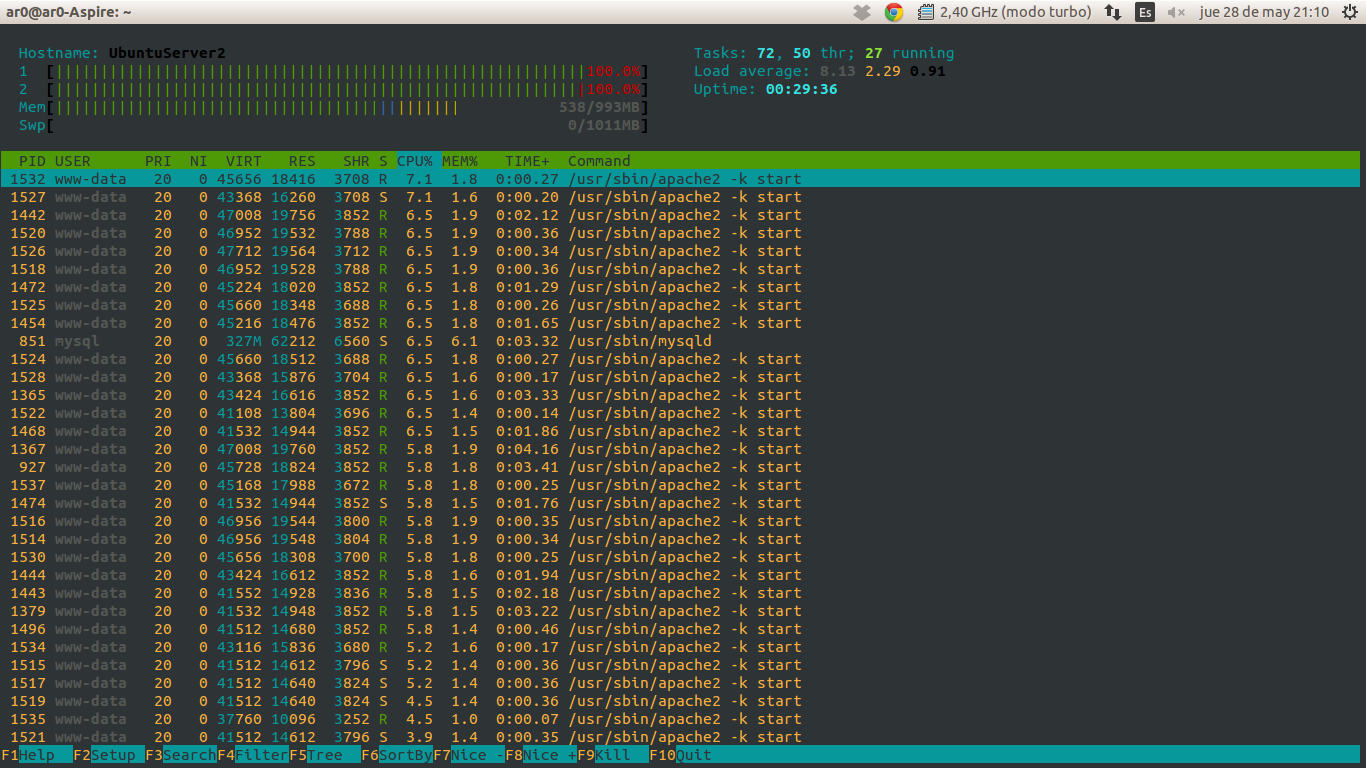 ar0@ar0-Aspire: ~ 2,40 GHz (modo turbo) Es jue 28 de may 21:10
Hostname: UbuntuServer2 Tasks: 72, 50 thr; 27 running
1 [||||||||||||||||||||||||||||||||||||||||||||||||||||||||||||100.0%] Load average: 8.13 2.29 0.91
2 [||||||||||||||||||||||||||||||||||||||||||||||||||||||||||||100.0%] Uptime: 00:29:36
Mem[||||||||||||||||||||||||||||||||||||||||||||| 538/993MB]
Swp[ 0/1011MB]
PID USER PRI NI VIRT RES SHR S CPU% MEM% TIME+ Command
1532 www-data 20 0 45656 18416 3708 R 7.1 1.8 0:00.27 /usr/sbin/apache2 -k start
1527 www-data 20 0 43368 16260 3708 S 7.1 1.6 0:00.20 /usr/sbin/apache2 -k start
1442 www-data 20 0 47008 19756 3852 R 6.5 1.9 0:02.12 /usr/sbin/apache2 -k start
1520 www-data 20 0 46952 19532 3788 R 6.5 1.9 0:00.36 /usr/sbin/apache2 -k start
1526 www-data 20 0 47712 19564 3712 R 6.5 1.9 0:00.34 /usr/sbin/apache2 -k start
1518 www-data 20 0 46952 19528 3788 R 6.5 1.9 0:00.36 /usr/sbin/apache2 -k start
1472 www-data 20 0 45224 18020 3852 R 6.5 1.8 0:01.29 /usr/sbin/apache2 -k start
1525 www-data 20 0 45660 18348 3688 R 6.5 1.8 0:00.26 /usr/sbin/apache2 -k start
1454 www-data 20 0 45216 18476 3852 R 6.5 1.8 0:01.65 /usr/sbin/apache2 -k start
851 mysql 20 0 327M 62212 6560 S 6.5 6.1 0:03.32 /usr/sbin/mysqld
1524 www-data 20 0 45660 18512 3688 R 6.5 1.8 0:00.27 /usr/sbin/apache2 -k start
1528 www-data 20 0 43368 15876 3704 R 6.5 1.6 0:00.17 /usr/sbin/apache2 -k start
1365 www-data 20 0 43424 16616 3852 R 6.5 1.6 0:03.33 /usr/sbin/apache2 -k start
1522 www-data 20 0 41108 13804 3696 R 6.5 1.4 0:00.14 /usr/sbin/apache2 -k start
1468 www-data 20 0 41532 14944 3852 R 6.5 1.5 0:01.86 /usr/sbin/apache2 -k start
1367 www-data 20 0 47008 19760 3852 R 5.8 1.9 0:04.16 /usr/sbin/apache2 -k start
927 www-data 20 0 45728 18824 3852 R 5.8 1.8 0:03.41 /usr/sbin/apache2 -k start
1537 www-data 20 0 45168 17988 3672 R 5.8 1.8 0:00.25 /usr/sbin/apache2 -k start
1474 www-data 20 0 41532 14944 3852 S 5.8 1.5 0:01.76 /usr/sbin/apache2 -k start
1516 www-data 20 0 46956 19544 3800 R 5.8 1.9 0:00.35 /usr/sbin/apache2 -k start
1514 www-data 20 0 46956 19548 3804 R 5.8 1.9 0:00.34 /usr/sbin/apache2 -k start
1530 www-data 20 0 45656 18308 3700 R 5.8 1.8 0:00.25 /usr/sbin/apache2 -k start
1444 www-data 20 0 43424 16612 3852 R 5.8 1.6 0:01.94 /usr/sbin/apache2 -k start
1443 www-data 20 0 41552 14928 3836 R 5.8 1.5 0:02.18 /usr/sbin/apache2 -k start
1379 www-data 20 0 41532 14948 3852 R 5.8 1.5 0:03.22 /usr/sbin/apache2 -k start
1496 www-data 20 0 41512 14680 3852 R 5.8 1.4 0:00.46 /usr/sbin/apache2 -k start
1534 www-data 20 0 43116 15836 3680 R 5.2 1.6 0:00.17 /usr/sbin/apache2 -k start
1515 www-data 20 0 41512 14612 3796 S 5.2 1.4 0:00.36 /usr/sbin/apache2 -k start
1517 www-data 20 0 41512 14640 3824 S 5.2 1.4 0:00.36 /usr/sbin/apache2 -k start
1519 www-data 20 0 41512 14640 3824 S 4.5 1.4 0:00.36 /usr/sbin/apache2 -k start
1535 www-data 20 0 37760 10096 3252 R 4.5 1.0 0:00.07 /usr/sbin/apache2 -k start
1521 www-data 20 0 41512 14612 3796 S 3.9 1.4 0:00.35 /usr/sbin/apache2 -k start
F1Help F2Setup F3SearchF4FilterF5Tree F6SortByF7Nice -F8Nice +F9Kill F10Quit